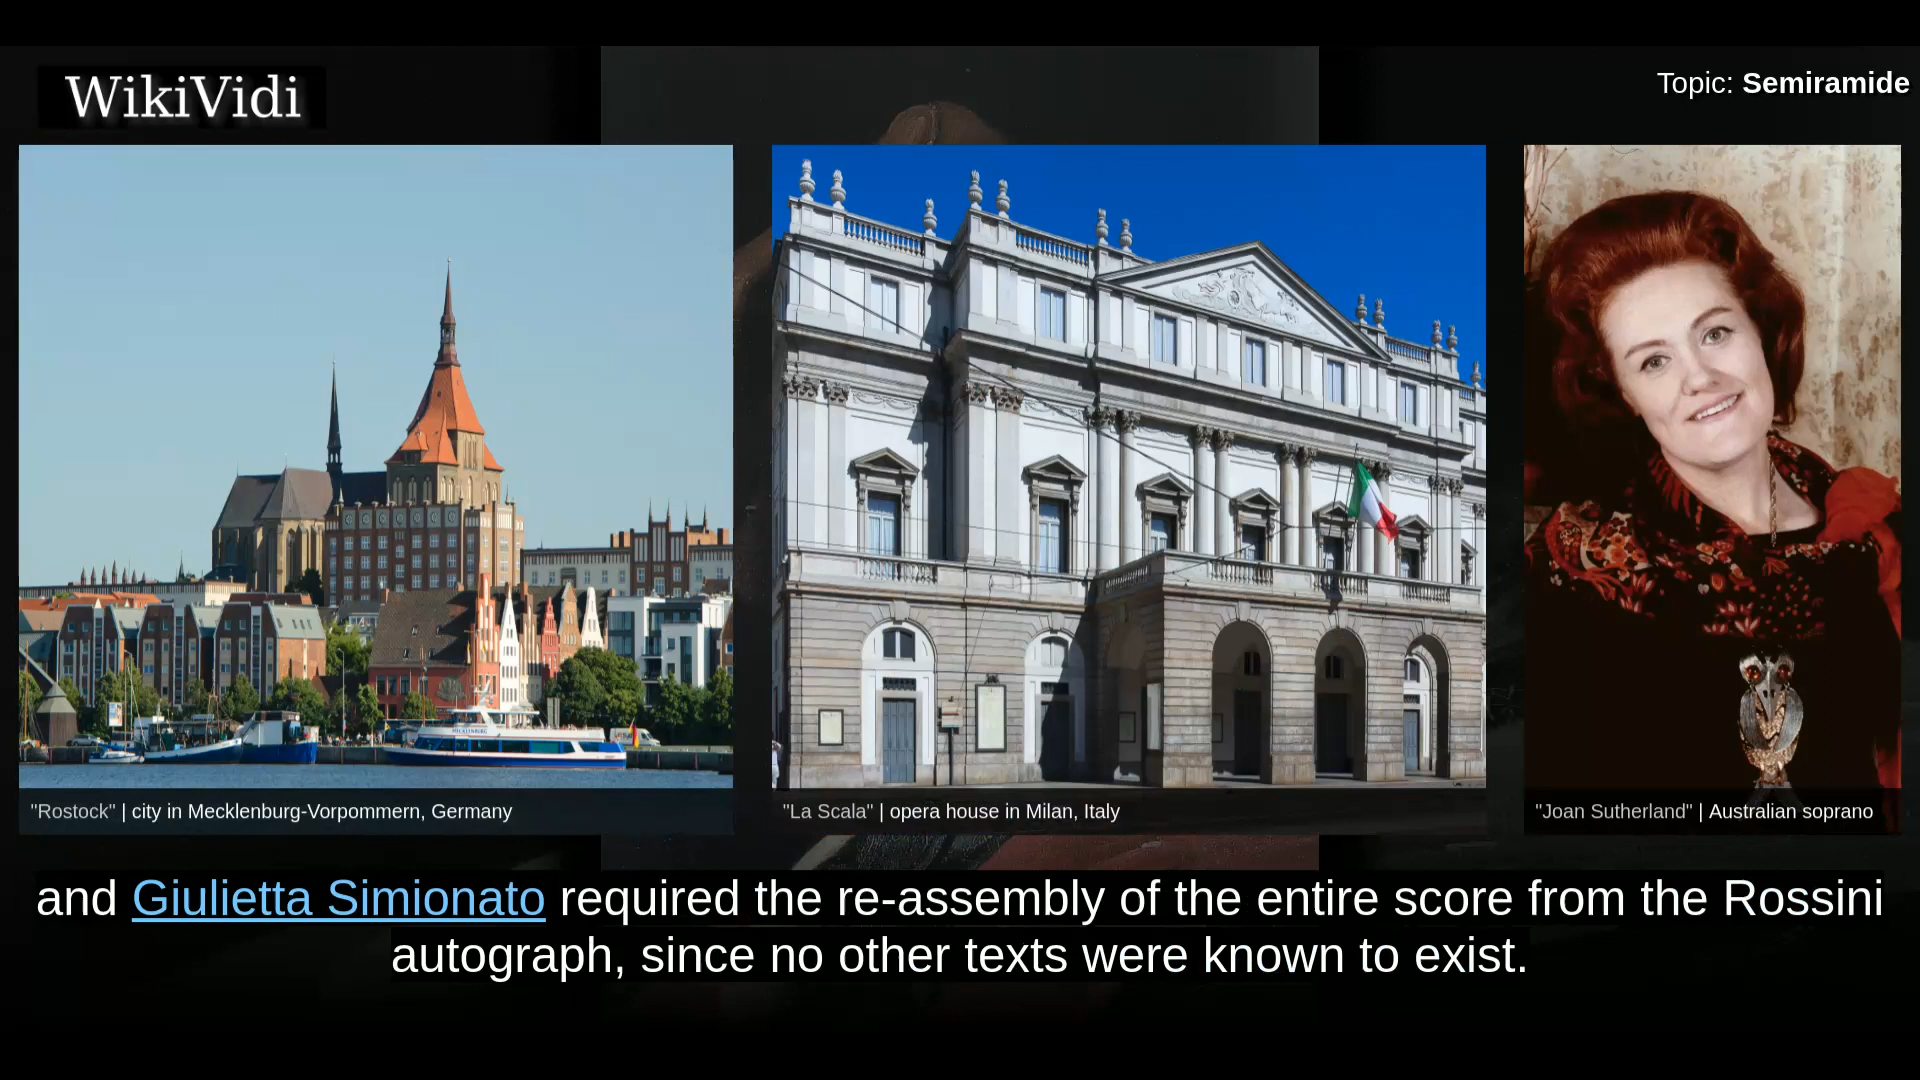 WikiVidi
Topic: Semiramide
MECKLENBURG
"Rostock" | city in Mecklenburg-Vorpommern, Germany
"La Scala" | opera house in Milan, Italy
"Joan Sutherland" | Australian soprano
and Giulietta Simionato required the re-assembly of the entire score from the Rossini
autograph, since no other texts were known to exist.